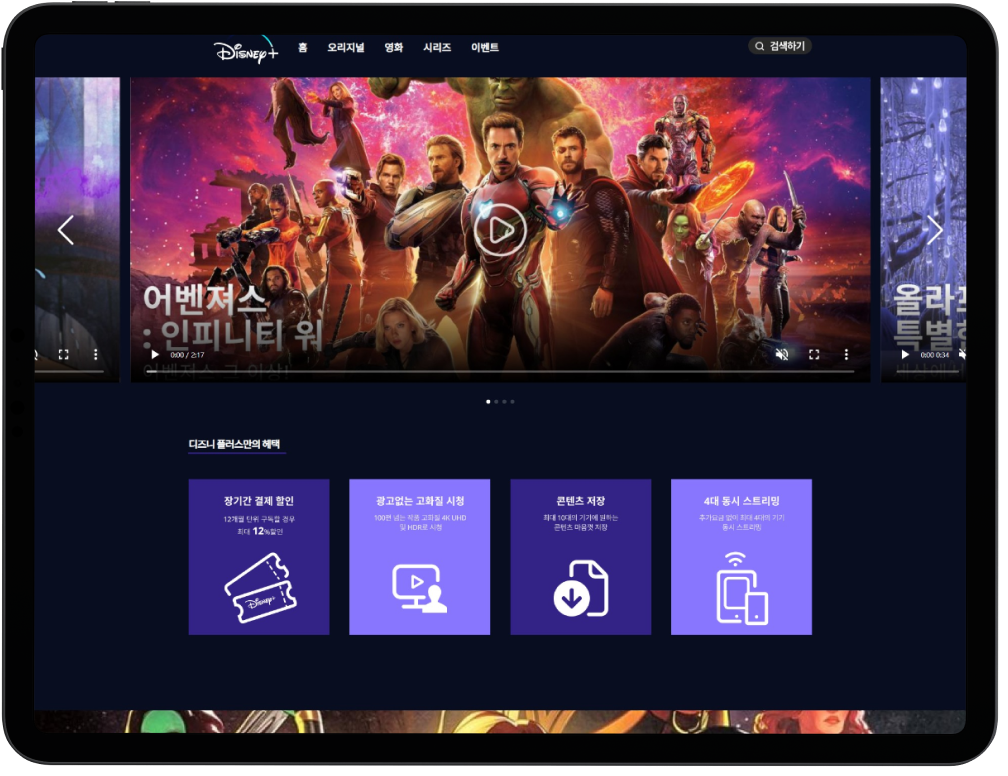 Disney+
홈 오리지널 영화 시리즈 이벤트
검색하기
어벤져스
: 인피니티 워
어벤져스 그 이상!
0:00 / 2:17
올라프
특별한
0:00 0:34
디즈니 플러스만의 혜택
장기간 결제 할인
12개월 단위 구독할 경우
최대 12%할인
Disney+
광고없는 고화질 시청
100편 넘는 작품 고화질 4K UHD
및 HDR로 시청
콘텐츠 저장
최대 10대의 기기에 원하는
콘텐츠 마음껏 저장
4대 동시 스트리밍
추가요금 없이 최대 4대의 기기
동시 스트리밍